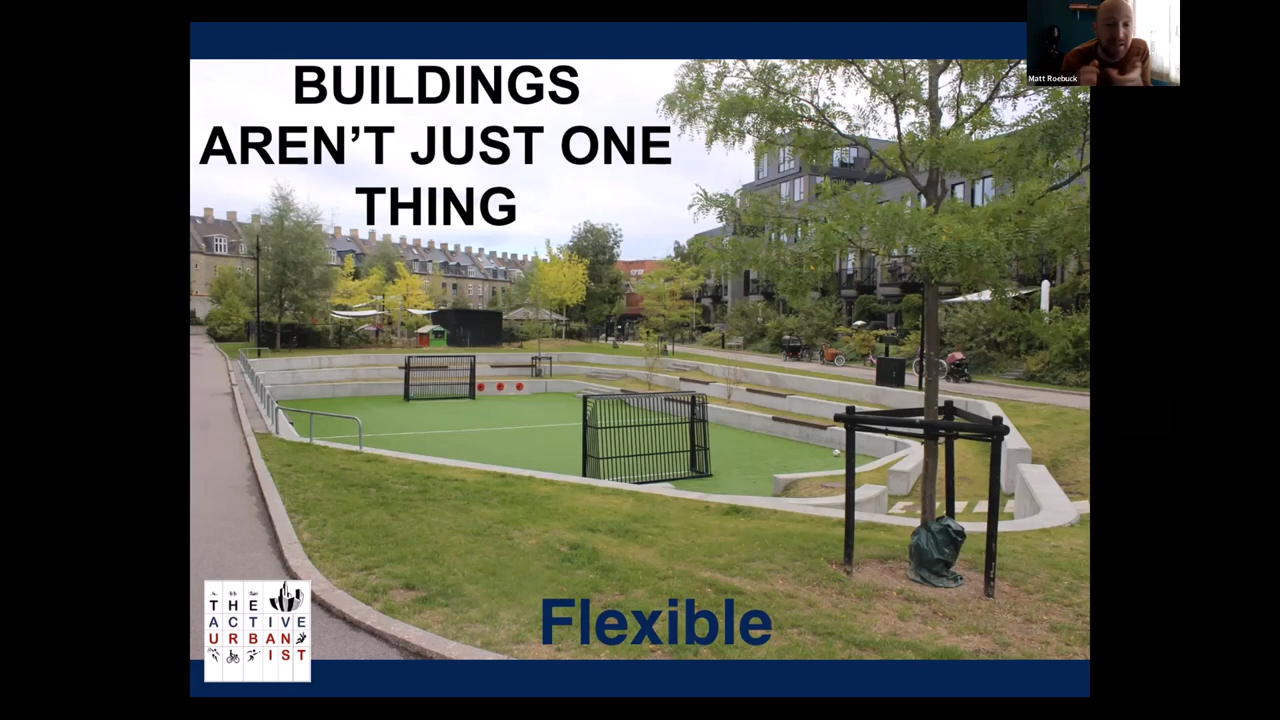 BUILDINGS
AREN'T JUST ONE
THING
Matt Roebuck
Flexible
THE
ACTIVE
URBAN
IST